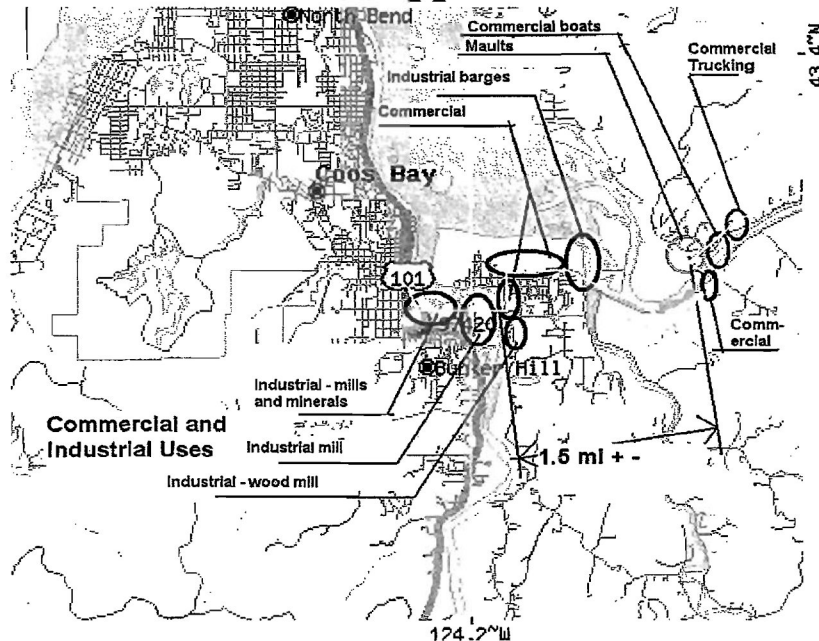 North Bend
Commercial boats
Maults
Commercial
Trucking
43.4~N
Industrial barges
Commercial
Coos Bay
101
Bunker Hill
Comm-
ercial
Industrial - mills
and minerals
Commercial and
Industrial Uses
Industrial mill
1.5 mi + -
Industrial - wood mill
124.2~W